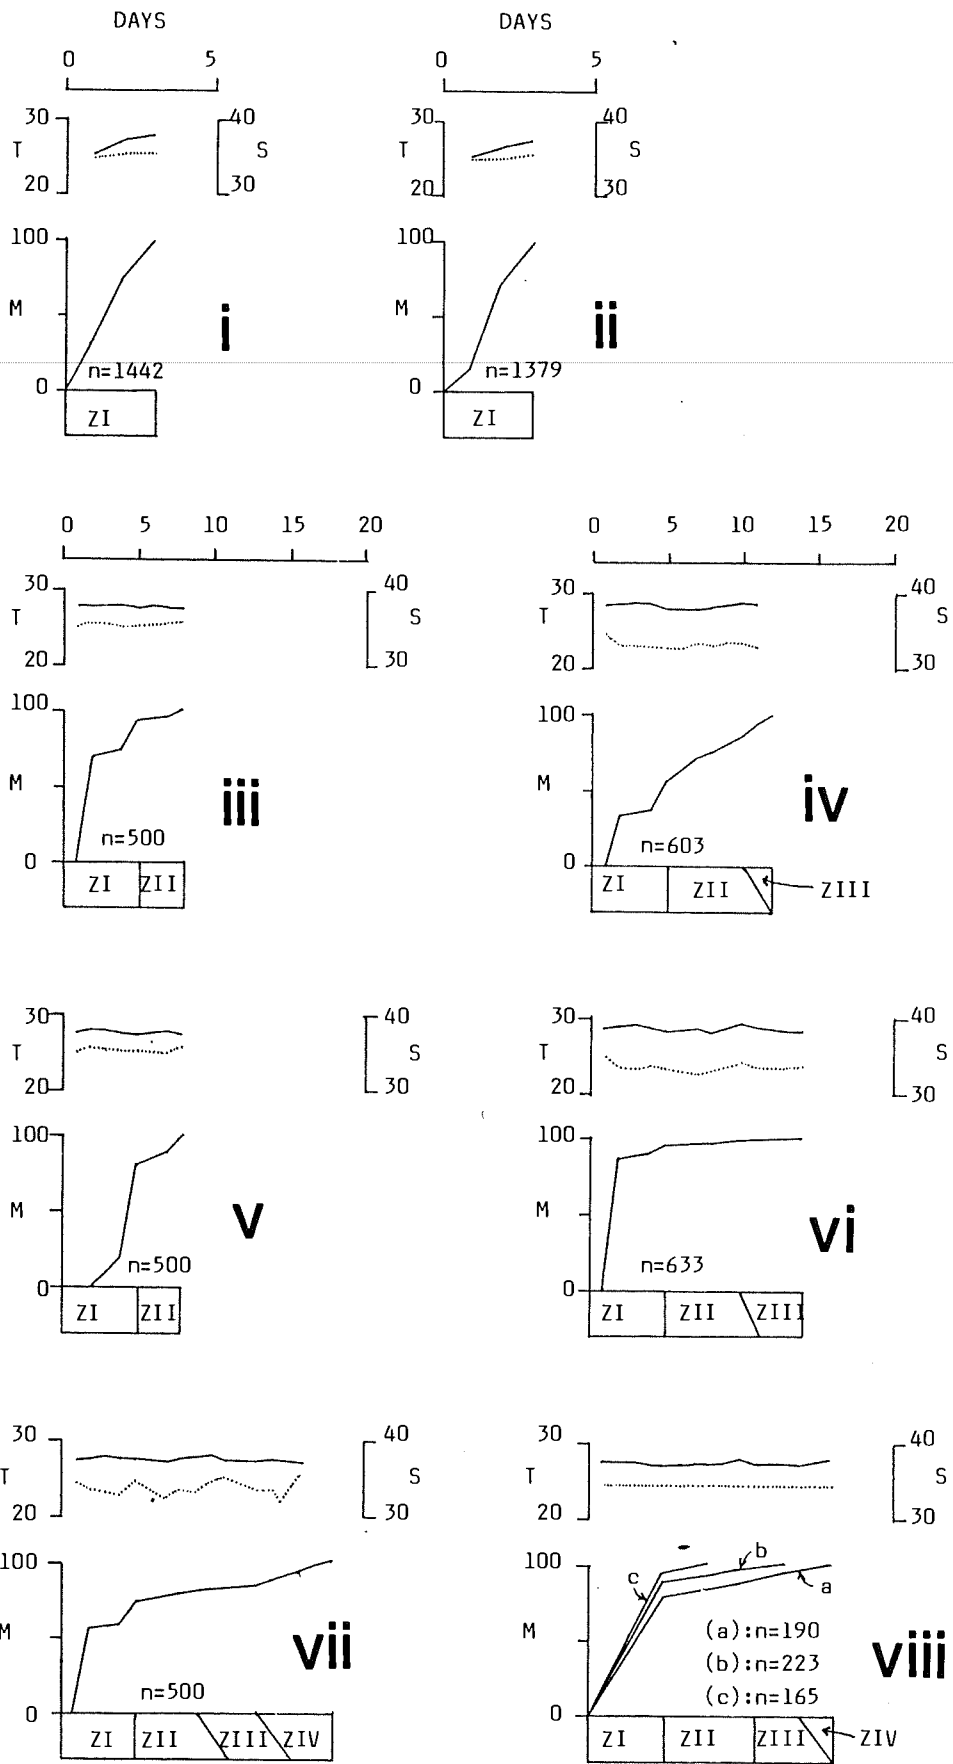 DAYS DAYS
0 5 0 5
30 40 30 40
T S T S
20 30 20 30
100 100
M M
i ii
n=1442 n=1379
0 0
ZI ZI
0 5 10 15 20 0 5 10 15 20
30 40 30 40
T S T S
20 30 20 30
100 100
M M
iii iv
n=500 n=603
0 0
ZI ZII ZI ZII ZIII
30 40 30 40
T S T S
20 30 20 30
100 100
M M
v vi
n=500 n=633
0 0
ZI ZII ZI ZII ZIII
30 40 30 40
T S T S
20 30 20 30
100 100 b
c a
M M
vii (a):n=190 viii
(b):n=223
n=500 (c):n=165
0 0
ZI ZII ZIII ZIV ZI ZII ZIII ZIV